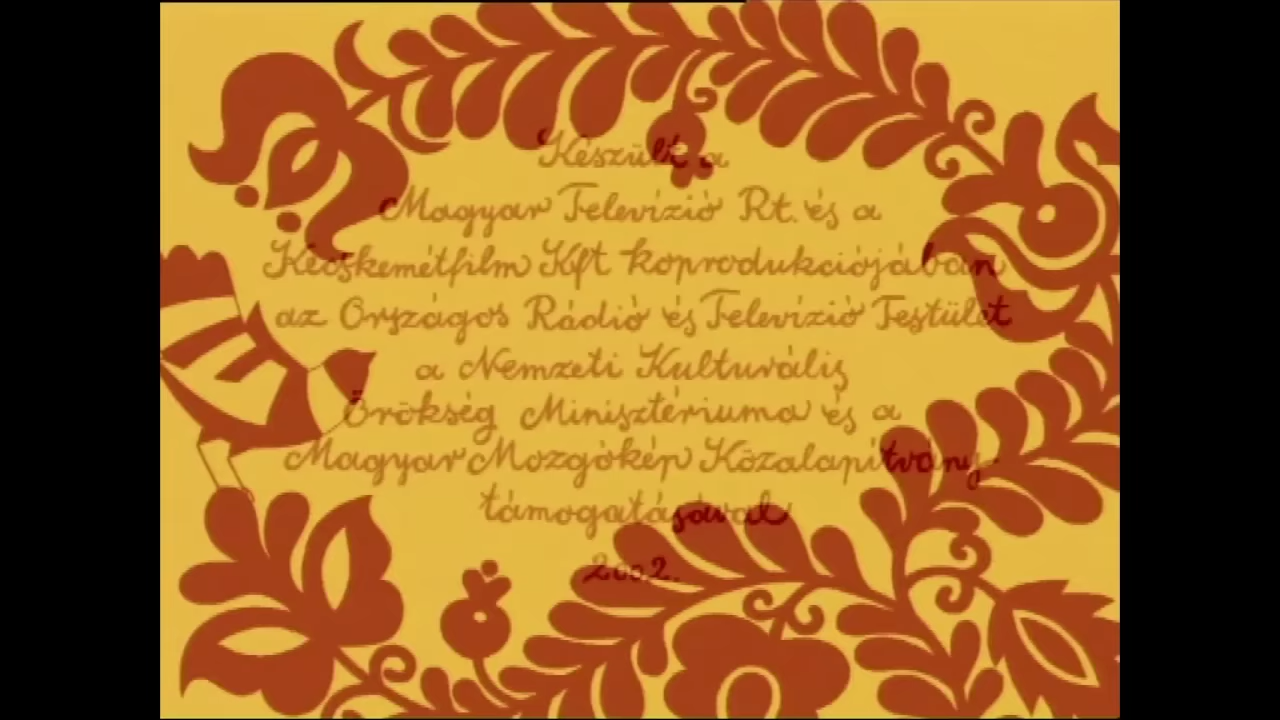 Készült a
Magyar Televízió Rt. és a
Kecskemétfilm Kft koprodukciójában
az Országos Rádió és Televízió Testület
a Nemzeti Kulturális
Örökség Minisztériuma és a
Magyar Mozgókép Közalapítvány
támogatásával
2002.